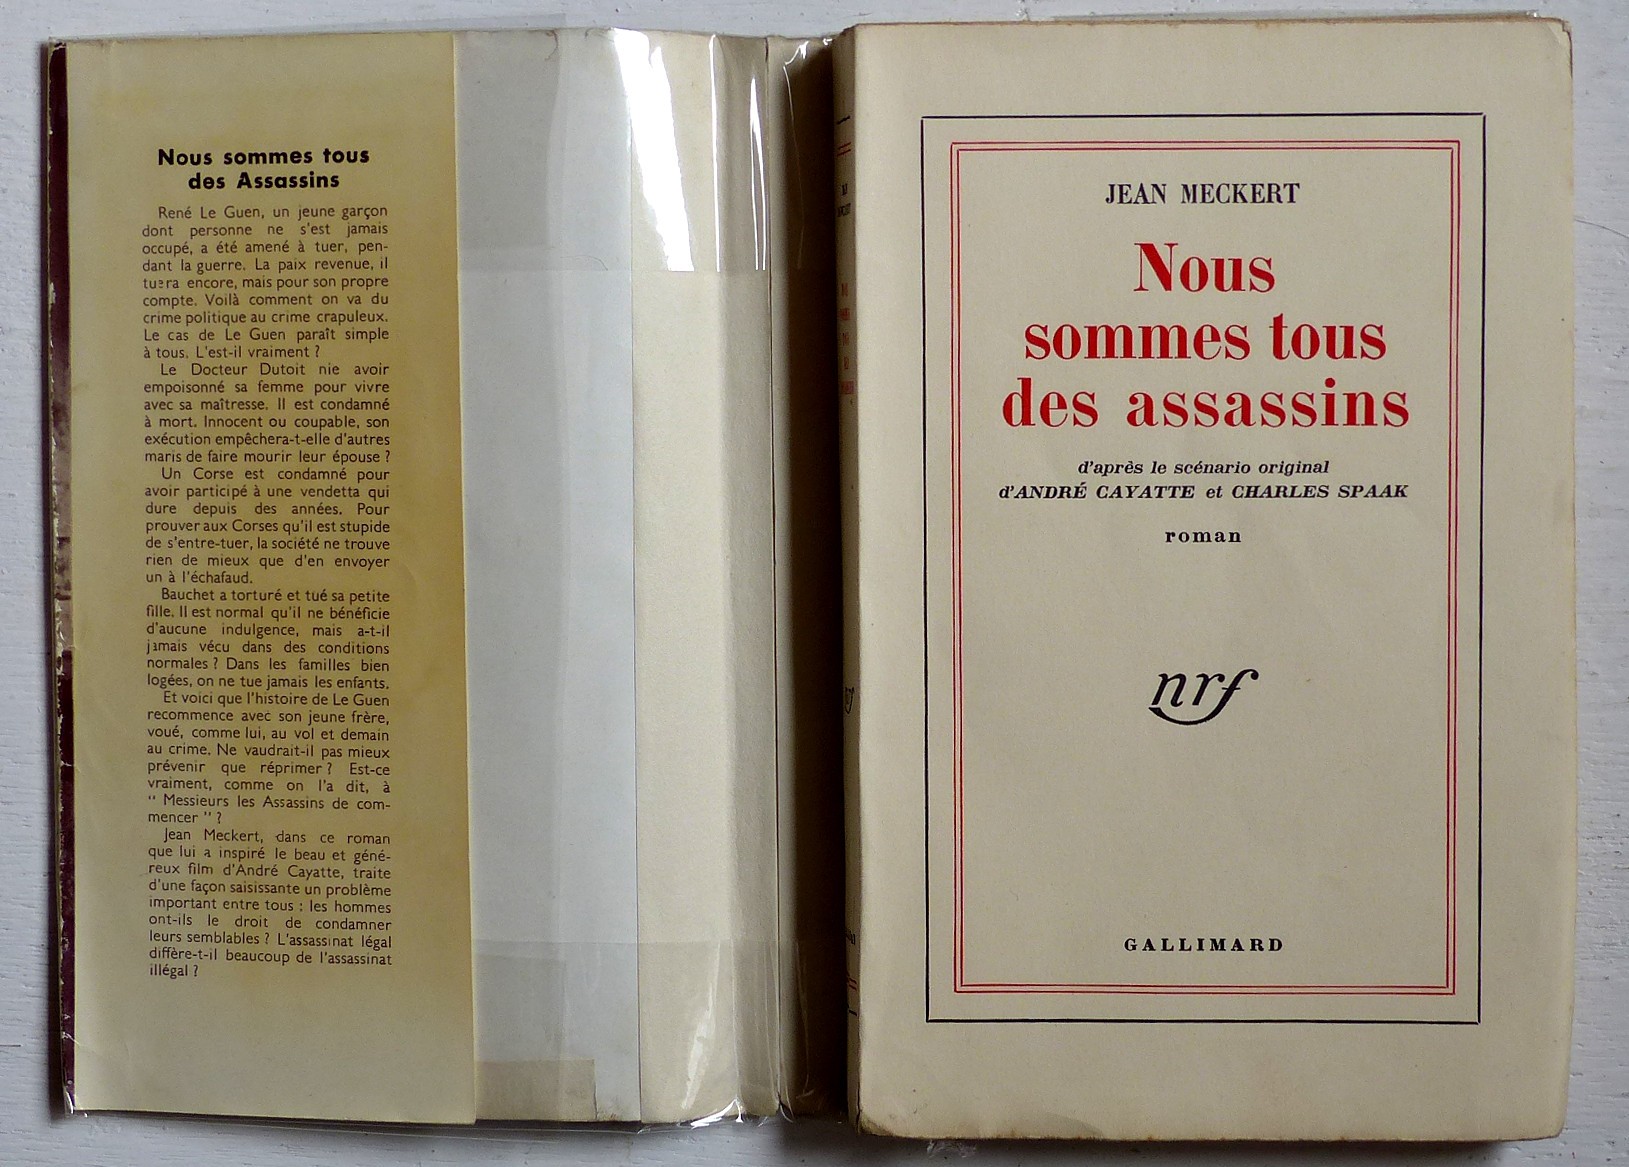 Nous sommes tous
des Assassins
René Le Guen, un jeune garçon
dont personne ne s'est jamais
occupé, a été amené à tuer, pen-
dant la guerre. La paix revenue, il
tuera encore, mais pour son propre
compte. Voilà comment on va du
crime politique au crime crapuleux.
Le cas de Le Guen paraît simple
à tous. L'est-il vraiment ?
Le Docteur Dutoit nie avoir
empoisonné sa femme pour vivre
avec sa maîtresse. Il est condamné
à mort. Innocent ou coupable, son
exécution empêchera-t-elle d'autres
maris de faire mourir leur épouse ?
Un Corse est condamné pour
avoir participé à une vendetta qui
dure depuis des années. Pour
prouver aux Corses qu'il est stupide
de s'entre-tuer, la société ne trouve
rien de mieux que d'en envoyer
un à l'échafaud.
Bauchet a torturé et tué sa petite
fille. Il est normal qu'il ne bénéficie
d'aucune indulgence, mais a-t-il
jamais vécu dans des conditions
normales ? Dans les familles bien
logées, on ne tue jamais les enfants.
Et voici que l'histoire de Le Guen
recommence avec son jeune frère,
voué, comme lui, au vol et demain
au crime. Ne vaudrait-il pas mieux
prévenir que réprimer ? Est-ce
vraiment, comme on l'a dit, à
" Messieurs les Assassins de com-
mencer " ?
Jean Meckert, dans ce roman
que lui a inspiré le beau et géné-
reux film d'André Cayatte, traite
d'une façon saisissante un problème
important entre tous : les hommes
ont-ils le droit de condamner
leurs semblables ? L'assassinat légal
diffère-t-il beaucoup de l'assassinat
illégal ?
JEAN MECKERT
Nous
sommes tous
des assassins
d'après le scénario original
d'ANDRÉ CAYATTE et CHARLES SPAAK
roman
nrf
GALLIMARD